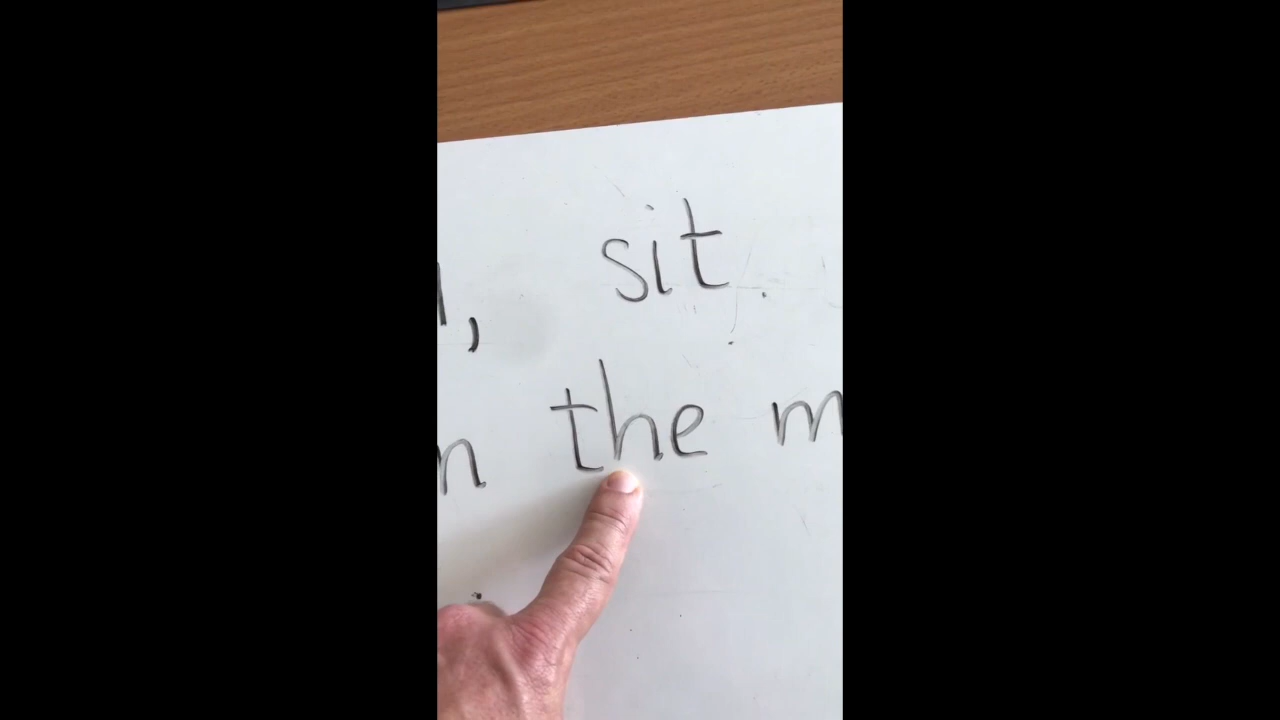 , sit.
the